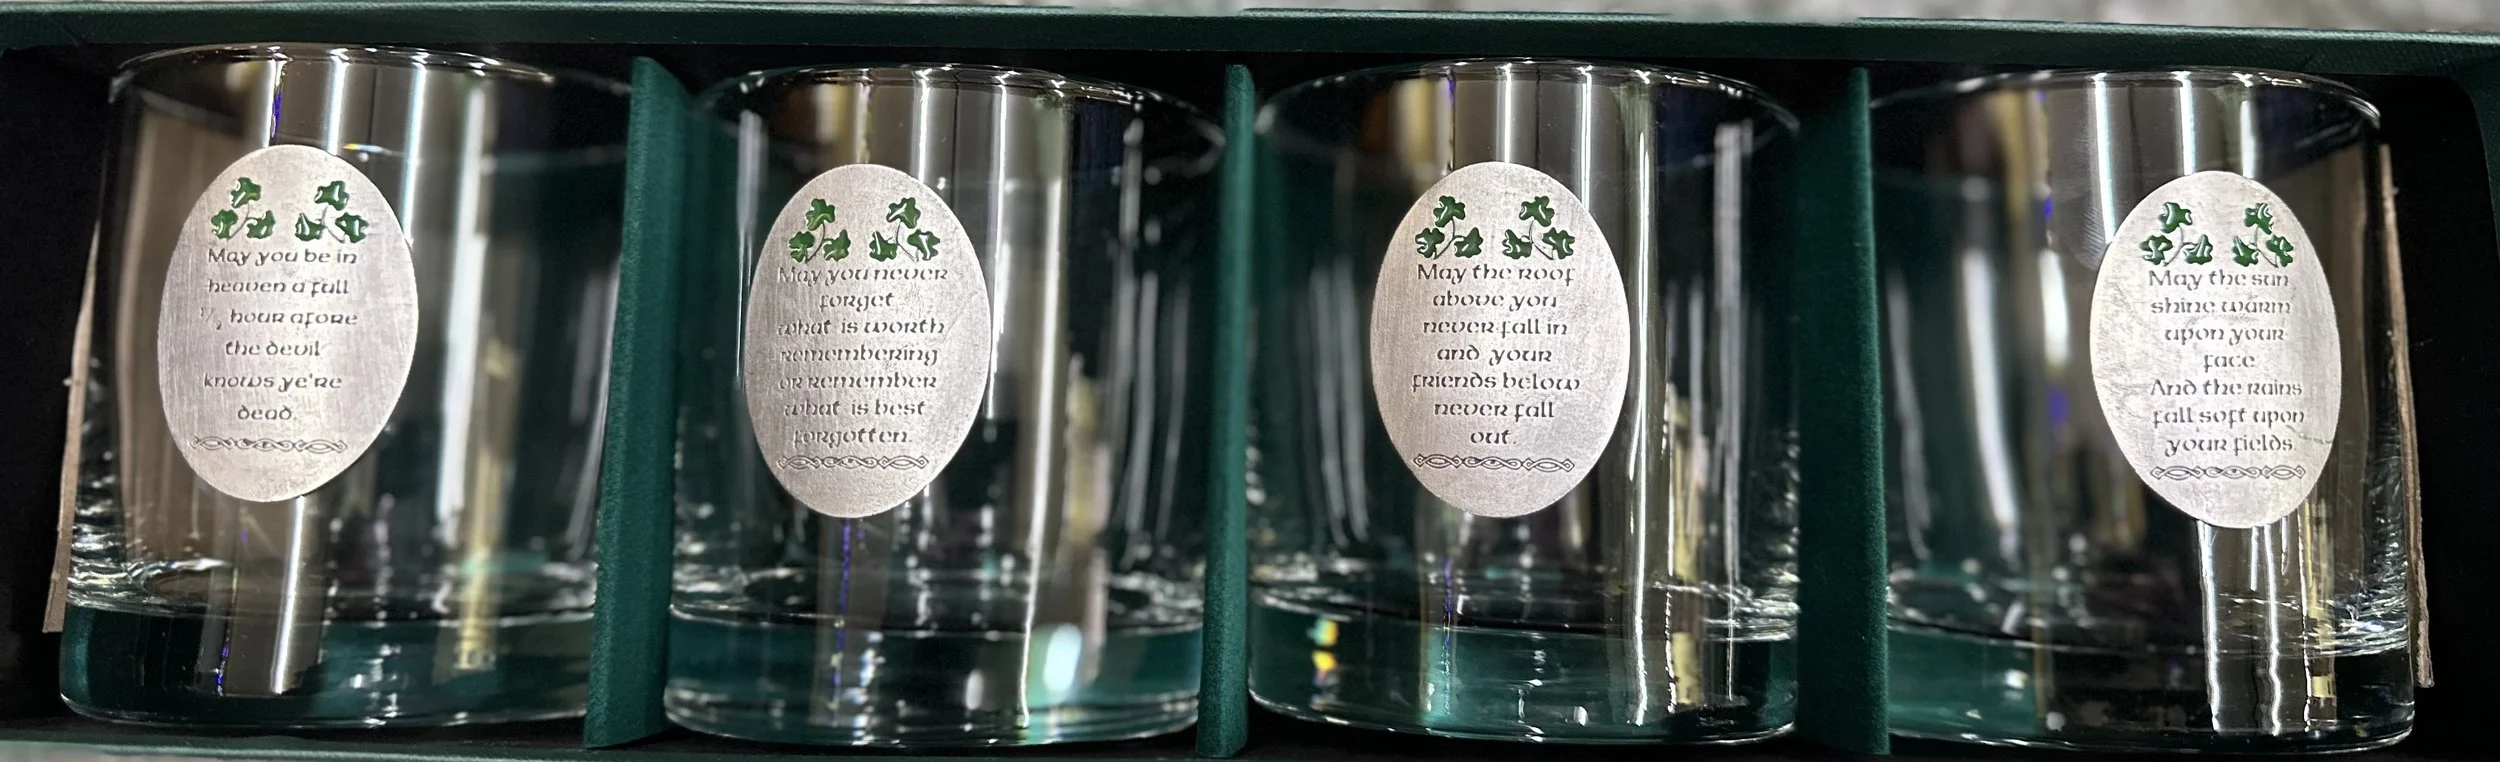 May you be in
heaven a full
1/2 hour afore
the devil
knows ye're
dead.
May you never
forget
what is worth
remembering
or remember
what is best
forgotten.
May the roof
above you
never fall in
and your
friends below
never fall
out.
May the sun
shine warm
upon your
face
And the rains
fall soft upon
your fields.